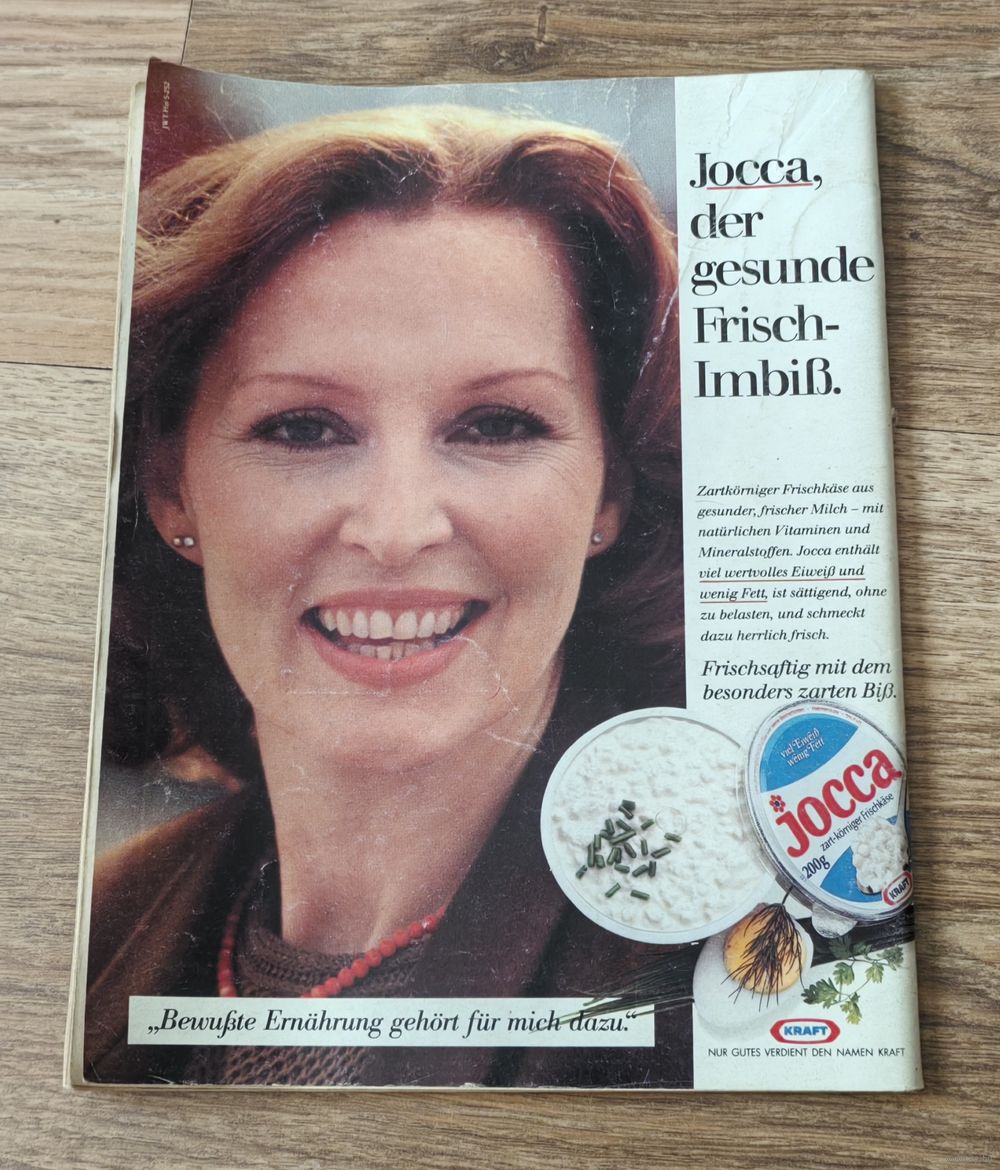 Jocca,
der
gesunde
Frisch-
Imbiß.
Zartkörniger Frischkäse aus
gesunder, frischer Milch – mit
natürlichen Vitaminen und
Mineralstoffen. Jocca enthält
viel wertvolles Eiweiß und
wenig Fett, ist sättigend, ohne
zu belasten, und schmeckt
dazu herrlich frisch.
Frischsaftig mit dem
besonders zarten Biß.
viel Eiweiß
wenig Fett
jocca
zart-körniger Frischkäse
200g
KRAFT
„Bewußte Ernährung gehört für mich dazu.“
KRAFT
NUR GUTES VERDIENT DEN NAMEN KRAFT